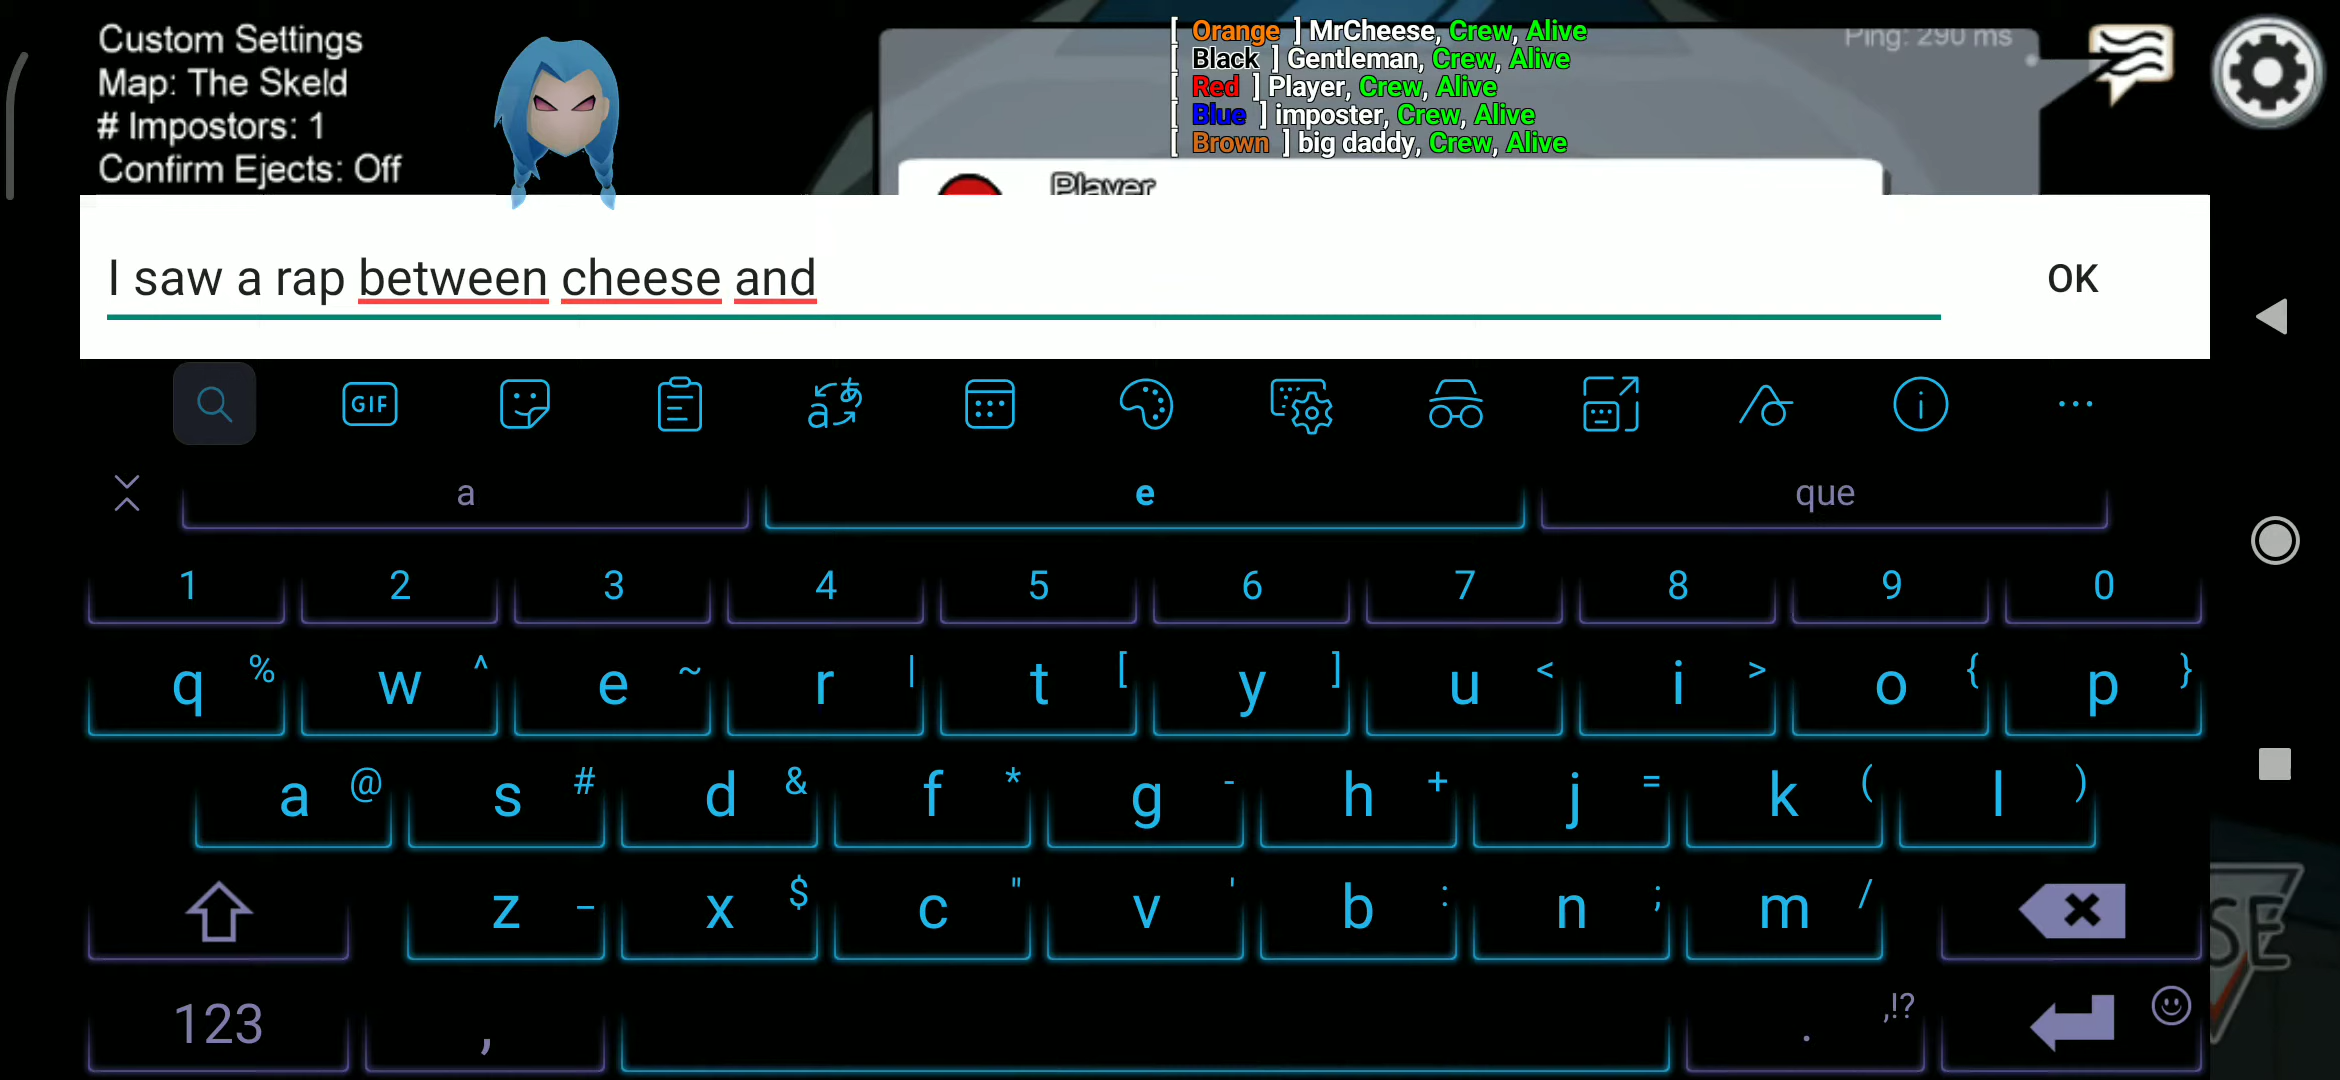 Custom Settings
Map: The Skeld
# Impostors: 1
Confirm Ejects: Off
[ Orange ] MrCheese, Crew, Alive
[ Black ] Gentleman, Crew, Alive
[ Red ] Player, Crew, Alive
[ Blue ] imposter, Crew, Alive
[ Brown ] big daddy, Crew, Alive
Ping: 290 ms
Player
I saw a rap between cheese and
OK
GIF
a e que
1 2 3 4 5 6 7 8 9 0
q % w ^ e ~ r | t [ y ] u < i > o { p }
a @ s # d & f * g - h + j = k ( l )
z _ x $ c " v ' b : n ; m /
SE
123 , . ,!?